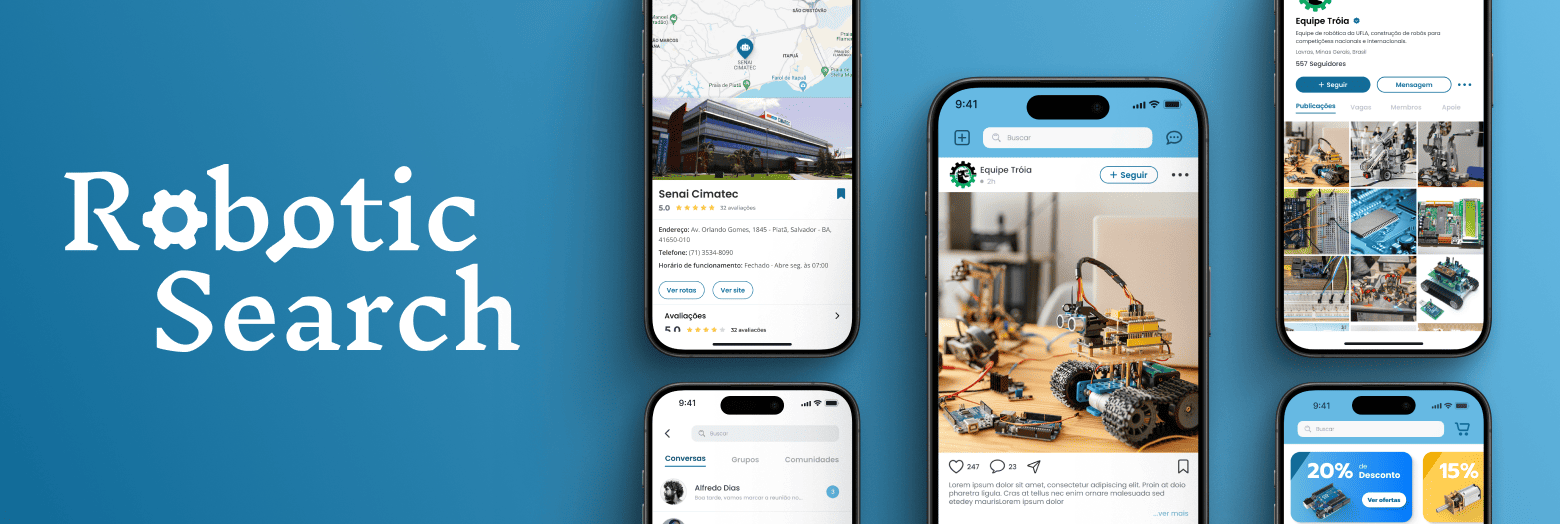 Robotic
Search
SÃO CRISTÓVÃO
ITAPUÃ
SENAI
CIMATEC
Farol de Itapuã
Praia de Piatã
Senai Cimatec
5.0 32 avaliações
Endereço: Av. Orlando Gomes, 1845 - Piatã, Salvador - BA,
41650-010
Telefone: (71) 3534-8090
Horário de funcionamento: Fechado - Abre seg. às 07:00
Ver rotas Ver site
Avaliações
5.0 32 avaliações
9:41
Buscar
Conversas Grupos Comunidades
Alfredo Dias
Boa tarde, vamos marcar a reunião no...
3
9:41
Buscar
Equipe Tróia
2h
+ Seguir
247 23
Lorem ipsum dolor sit amet, consectetur adipiscing elit. Proin at dolo
pharetra ligula. Cras at tellus nec enim ornare malesuada sed
etedey maurisLorem ipsum dolor
...ver mais
Equipe Tróia
Equipe de robótica da UFLA, construção de robôs para
competições nacionais e internacionais.
Lavras, Minas Gerais, Brasil
557 Seguidores
+ Seguir Mensagem
Publicações Vagas Membros Apoie
9:41
Buscar
20% de
Desconto
Ver ofertas
15%